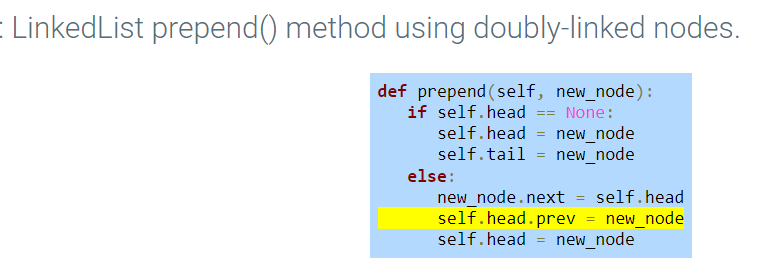 : LinkedList prepend() method using doubly-linked nodes.
def prepend(self, new_node):
if self.head == None:
self.head = new_node
self.tail = new_node
else:
new_node.next = self.head
self.head.prev = new_node
self.head = new_node